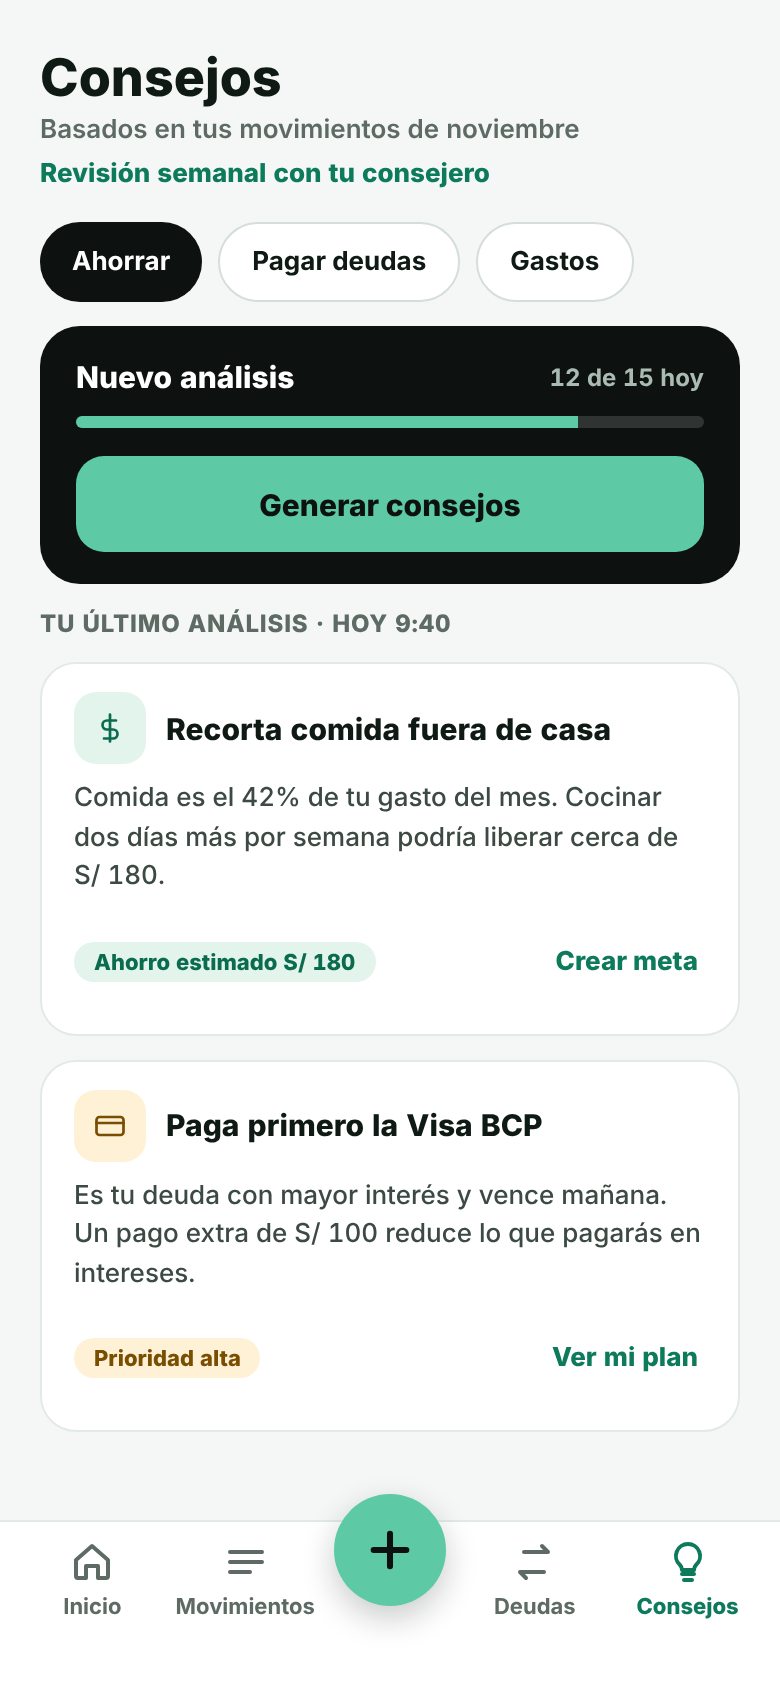 Consejos
Basados en tus movimientos de noviembre
Revisión semanal con tu consejero
Ahorrar
Pagar deudas
Gastos
Nuevo análisis
12 de 15 hoy
Generar consejos
TU ÚLTIMO ANÁLISIS · HOY 9:40
Recorta comida fuera de casa
Comida es el 42% de tu gasto del mes. Cocinar
dos días más por semana podría liberar cerca de
S/ 180.
Ahorro estimado S/ 180
Crear meta
Paga primero la Visa BCP
Es tu deuda con mayor interés y vence mañana.
Un pago extra de S/ 100 reduce lo que pagarás en
intereses.
Prioridad alta
Ver mi plan
Inicio
Movimientos
Deudas
Consejos